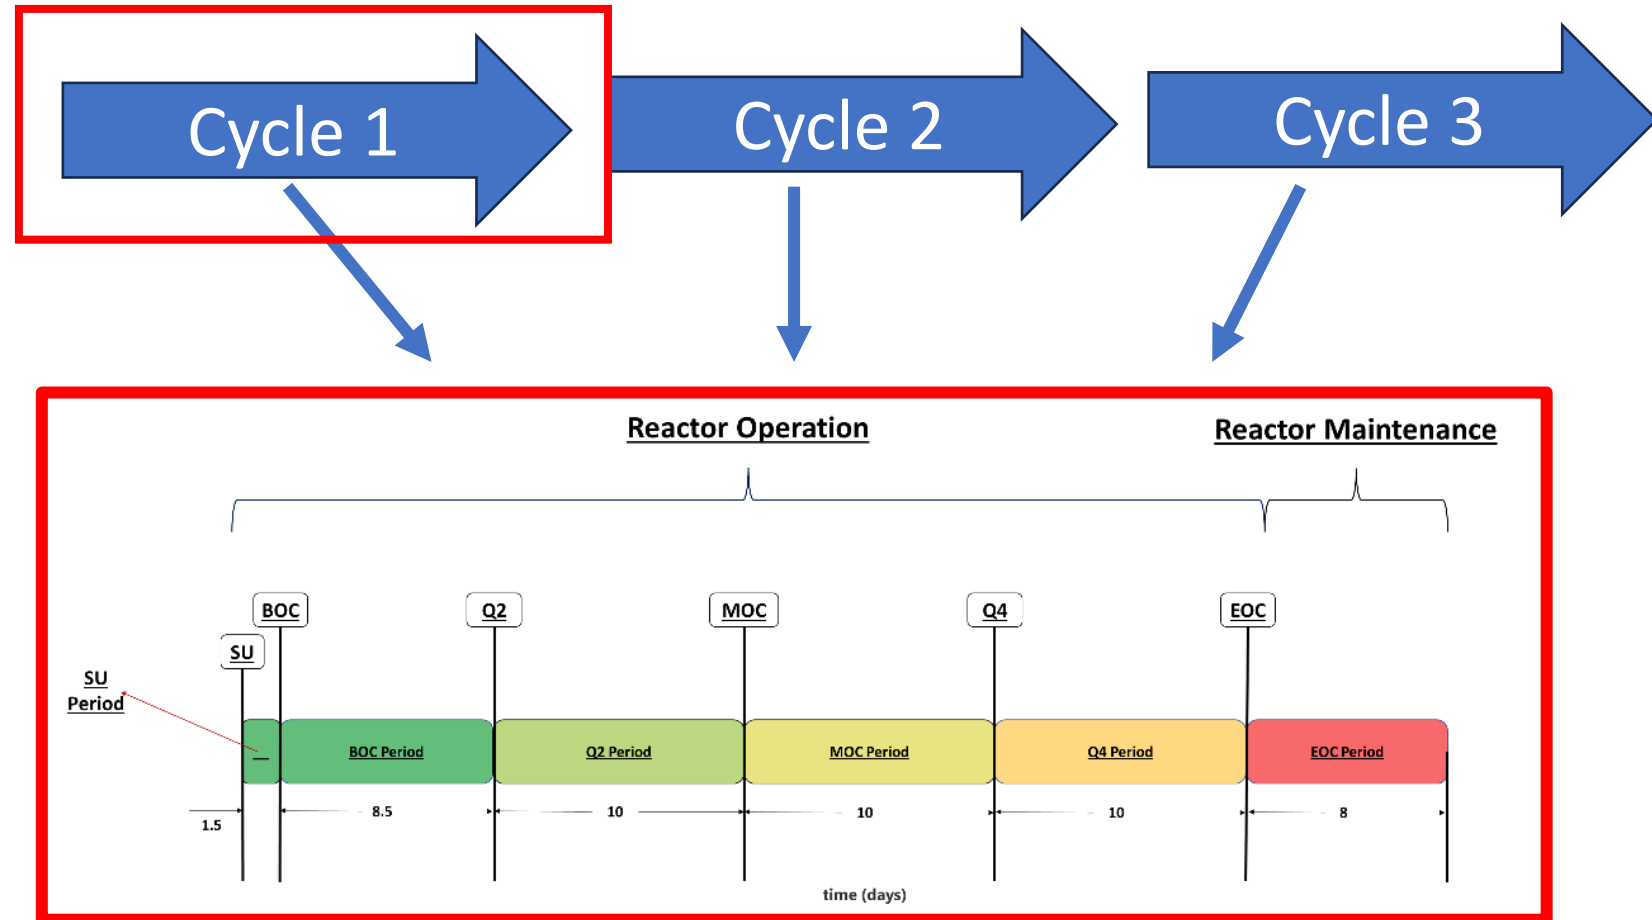 Cycle 1
Cycle 2
Cycle 3
Reactor Operation
Reactor Maintenance
BOC
Q2
MOC
Q4
EOC
SU
SU
Period
BOC Period
Q2 Period
MOC Period
Q4 Period
EOC Period
1.5
8.5
10
10
10
8
time (days)